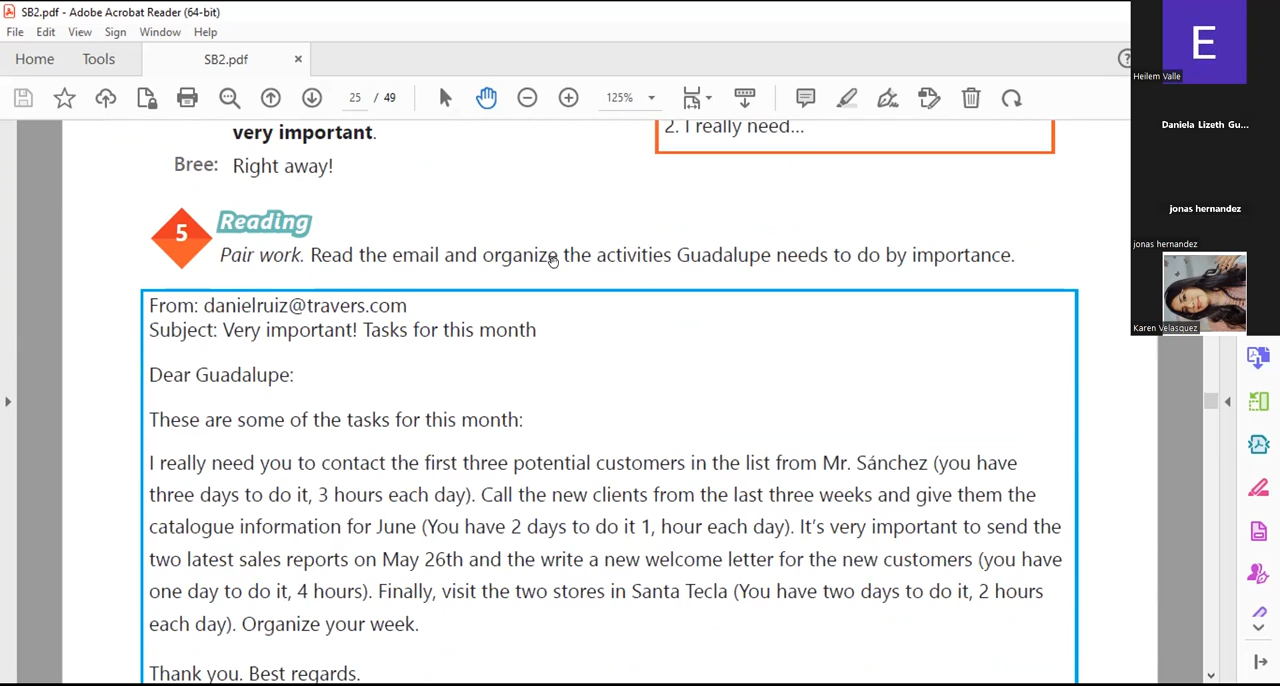 SB2.pdf - Adobe Acrobat Reader (64-bit)
File Edit View Sign Window Help
Home Tools SB2.pdf ×
25 / 49 125%
very important.
2. I really need...
Bree: Right away!
5 Reading
Pair work. Read the email and organize the activities Guadalupe needs to do by importance.
From: danielruiz@travers.com
Subject: Very important! Tasks for this month
Dear Guadalupe:
These are some of the tasks for this month:
I really need you to contact the first three potential customers in the list from Mr. Sánchez (you have
three days to do it, 3 hours each day). Call the new clients from the last three weeks and give them the
catalogue information for June (You have 2 days to do it 1, hour each day). It's very important to send the
two latest sales reports on May 26th and the write a new welcome letter for the new customers (you have
one day to do it, 4 hours). Finally, visit the two stores in Santa Tecla (You have two days to do it, 2 hours
each day). Organize your week.
Thank you. Best regards.
E
Heilem Valle
Daniela Lizeth Gu...
jonas hernandez
jonas hernandez
Karen Velasquez